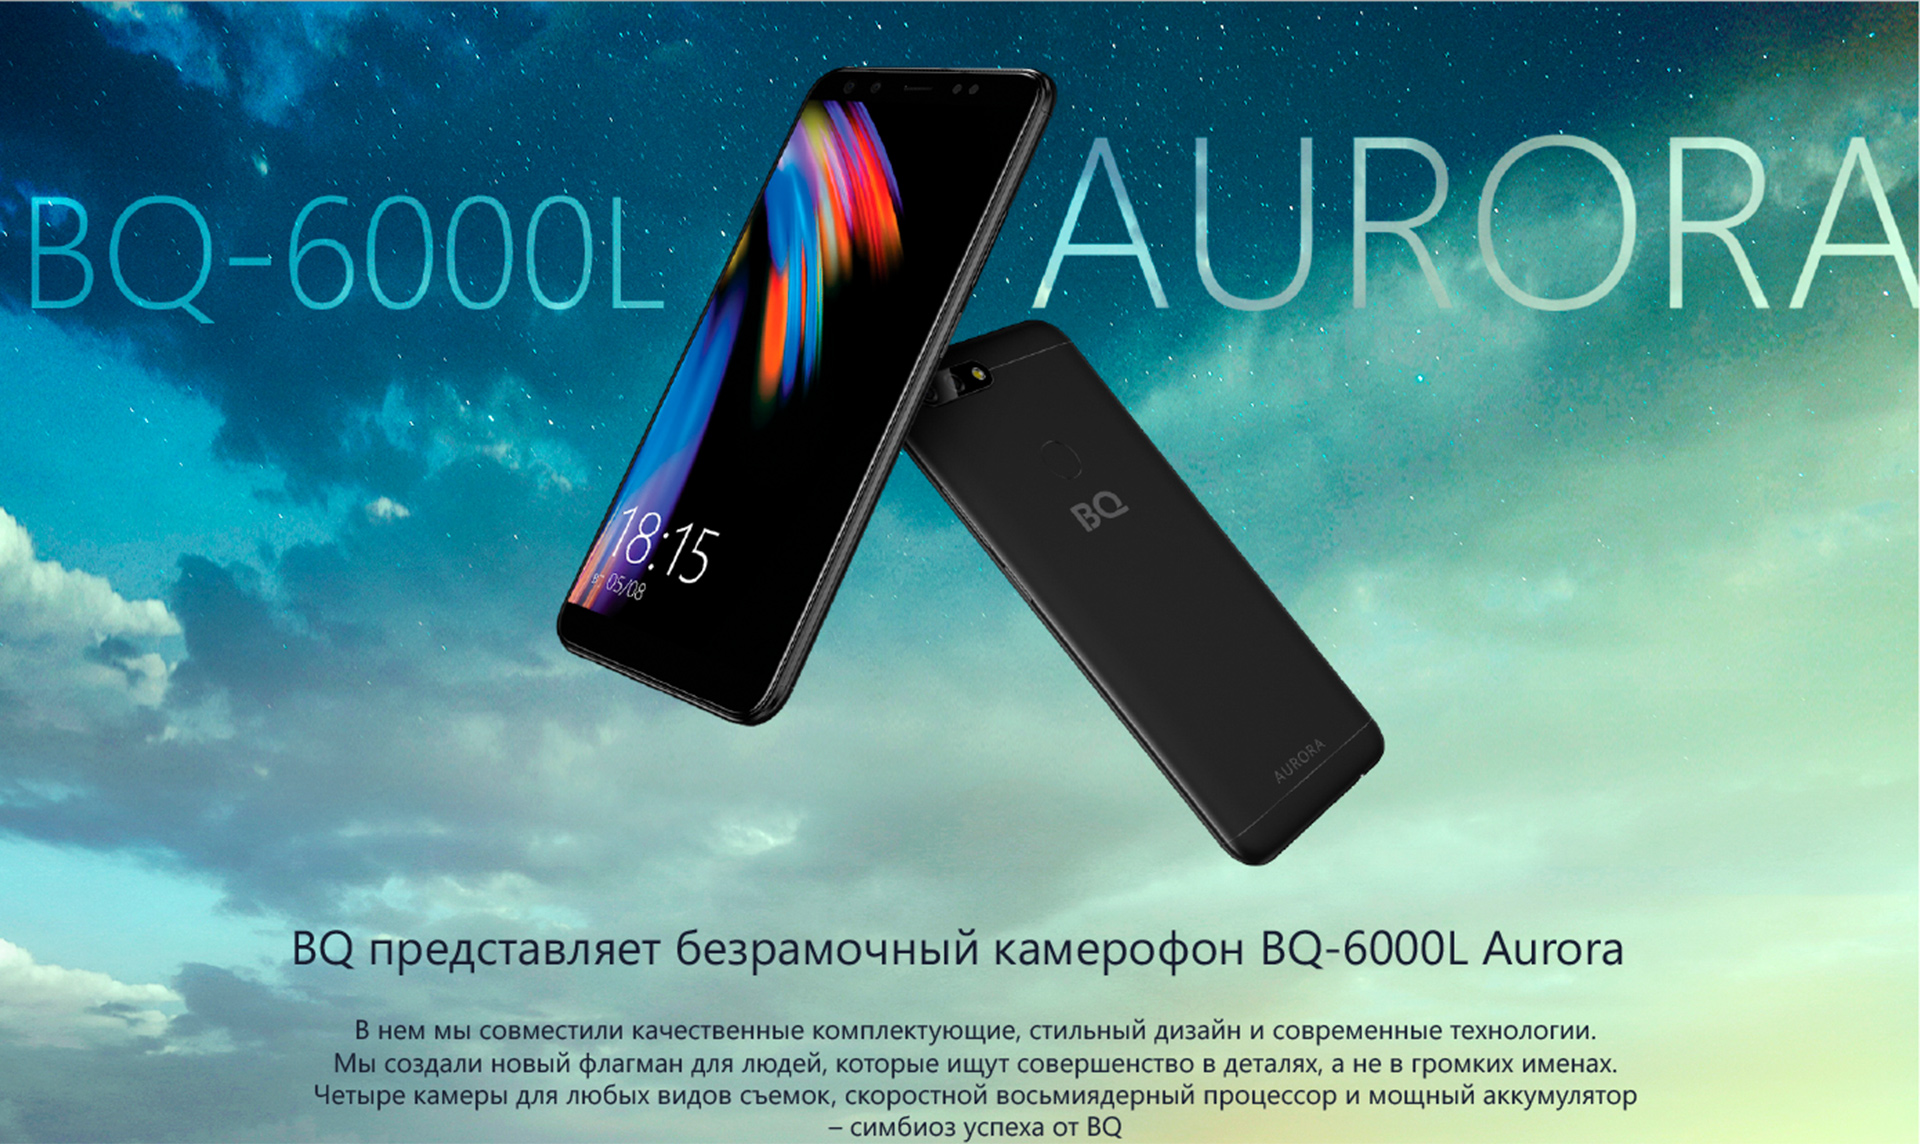 BQ-6000L
AURORA
18:15
вт 05/08
BQ
AURORA
BQ представляет безрамочный камерофон BQ-6000L Aurora
В нем мы совместили качественные комплектующие, стильный дизайн и современные технологии.
Мы создали новый флагман для людей, которые ищут совершенство в деталях, а не в громких именах.
Четыре камеры для любых видов съемок, скоростной восьмиядерный процессор и мощный аккумулятор
– симбиоз успеха от BQ